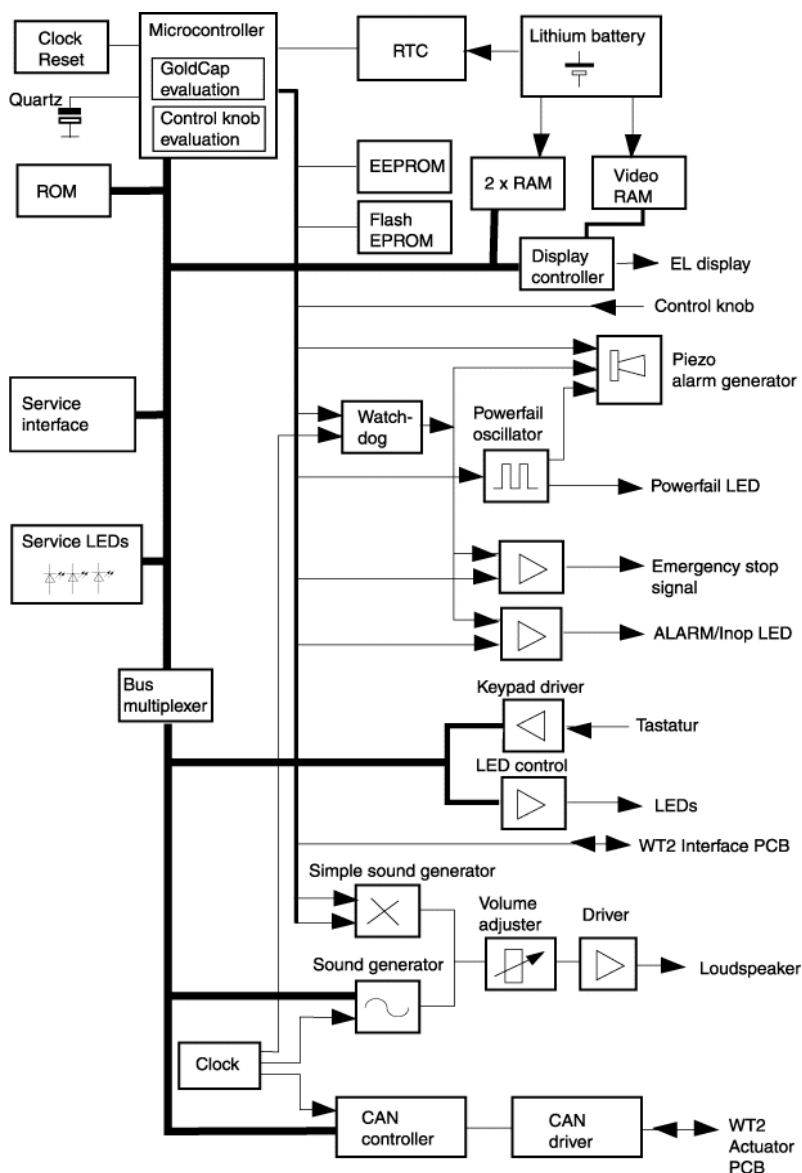 Clock
Reset
Microcontroller
GoldCap
evaluation
Control knob
evaluation
RTC
Lithium battery
Quartz
ROM
EEPROM
2 x RAM
Video
RAM
Flash
EPROM
Display
controller
EL display
Control knob
Piezo
alarm generator
Service
interface
Watch-
dog
Powerfail
oscillator
Powerfail LED
Service LEDs
Emergency stop
signal
ALARM/Inop LED
Bus
multiplexer
Keypad driver
Tastatur
LED control
LEDs
WT2 Interface PCB
Simple sound generator
Volume
adjuster
Driver
Loudspeaker
Sound generator
Clock
CAN
controller
CAN
driver
WT2
Actuator
PCB